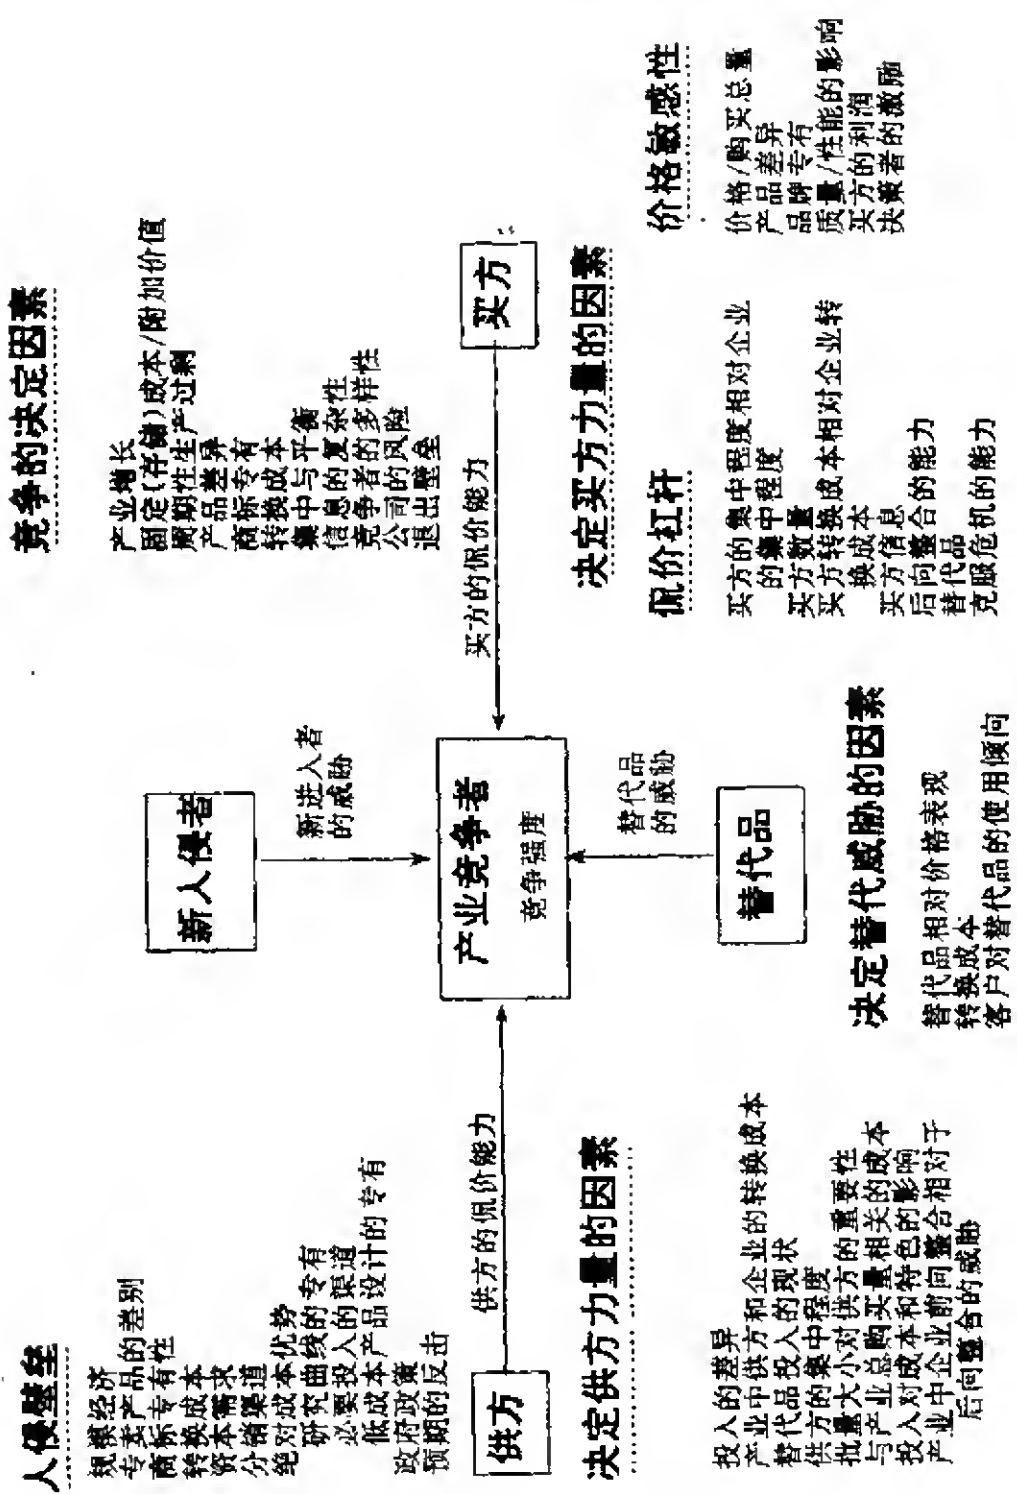 入侵壁垒
规模经济
专卖产品的差别
商标专有性
转换成本
资本需求
分销渠道
绝对成本优势
研究曲线的专有
必要投入的渠道
低成本产品设计的专有
政府政策
预期的反击
竞争的决定因素
产业增长
固定(存储)成本/附加价值
周期性生产过剩
产品差异
商标专有
转换成本
集中与平衡
信息的复杂性
竞争者的多样性
公司的风险
退出壁垒
新入侵者
新进入者
的威胁
供方
供方的侃价能力
产业竞争者
竞争强度
买方的侃价能力
买方
替代品
的威胁
替代品
决定供方力量的因素
投入的差异
产业中供方和企业的转换成本
替代品投入的现状
供方的集中程度
批量大小对供方的重要性
与产业总购买量相关的成本
投入对成本和特色的影响
产业中企业前向整合相对于
后向整合的威胁
决定替代威胁的因素
替代品相对价格表现
转换成本
客户对替代品的使用倾向
决定买方力量的因素
侃价杠杆
买方的集中程度相对企业
的集中程度
买方数量
买方转换成本相对企业转
换成本
买方信息
后向整合的能力
替代品
克服危机的能力
价格敏感性
价格/购买总量
产品差异
品牌专有
质量/性能的影响
买方的利润
决策者的激励